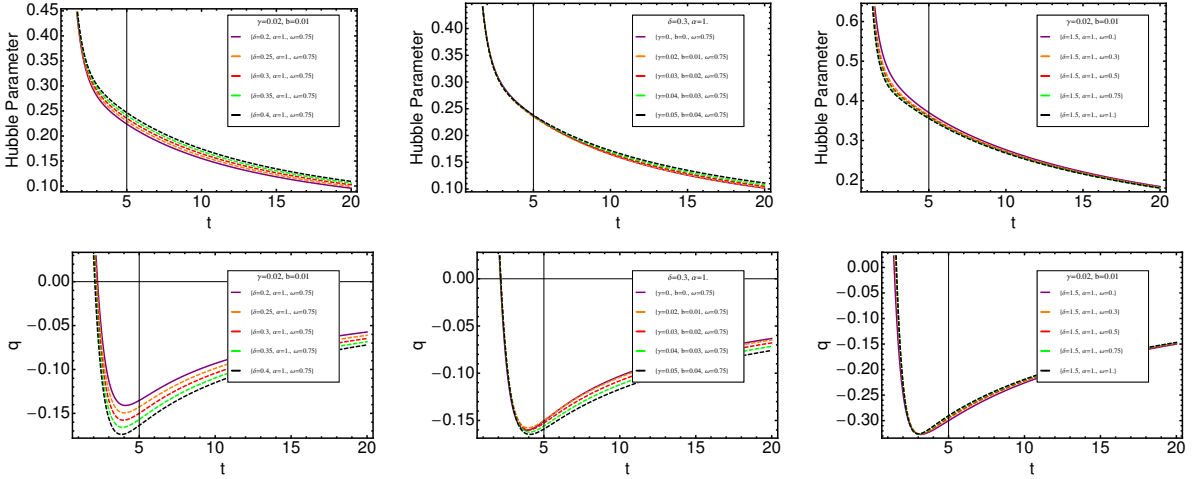 γ=0.02, b=0.01
{δ=0.2, α=1., ω=0.75}
{δ=0.25, α=1., ω=0.75}
{δ=0.3, α=1., ω=0.75}
{δ=0.35, α=1., ω=0.75}
{δ=0.4, α=1., ω=0.75}
Hubble Parameter
0.45
0.40
0.35
0.30
0.25
0.20
0.15
0.10
5 10 15 20
t
δ=0.3, α=1.
{γ=0., b=0., ω=0.75}
{γ=0.02, b=0.01, ω=0.75}
{γ=0.03, b=0.02, ω=0.75}
{γ=0.04, b=0.03, ω=0.75}
{γ=0.05, b=0.04, ω=0.75}
Hubble Parameter
0.45
0.40
0.35
0.30
0.25
0.20
0.15
0.10
5 10 15 20
t
γ=0.02, b=0.01
{δ=1.5, α=1., ω=0.}
{δ=1.5, α=1., ω=0.3}
{δ=1.5, α=1., ω=0.5}
{δ=1.5, α=1., ω=0.75}
{δ=1.5, α=1., ω=1.}
Hubble Parameter
0.6
0.5
0.4
0.3
0.2
5 10 15 20
t
γ=0.02, b=0.01
{δ=0.2, α=1., ω=0.75}
{δ=0.25, α=1., ω=0.75}
{δ=0.3, α=1., ω=0.75}
{δ=0.35, α=1., ω=0.75}
{δ=0.4, α=1., ω=0.75}
q
0.00
−0.05
−0.10
−0.15
5 10 15 20
t
δ=0.3, α=1.
{γ=0., b=0., ω=0.75}
{γ=0.02, b=0.01, ω=0.75}
{γ=0.03, b=0.02, ω=0.75}
{γ=0.04, b=0.03, ω=0.75}
{γ=0.05, b=0.04, ω=0.75}
q
0.00
−0.05
−0.10
−0.15
5 10 15 20
t
γ=0.02, b=0.01
{δ=1.5, α=1., ω=0.}
{δ=1.5, α=1., ω=0.3}
{δ=1.5, α=1., ω=0.5}
{δ=1.5, α=1., ω=0.75}
{δ=1.5, α=1., ω=1.}
q
0.00
−0.05
−0.10
−0.15
−0.20
−0.25
−0.30
5 10 15 20
t